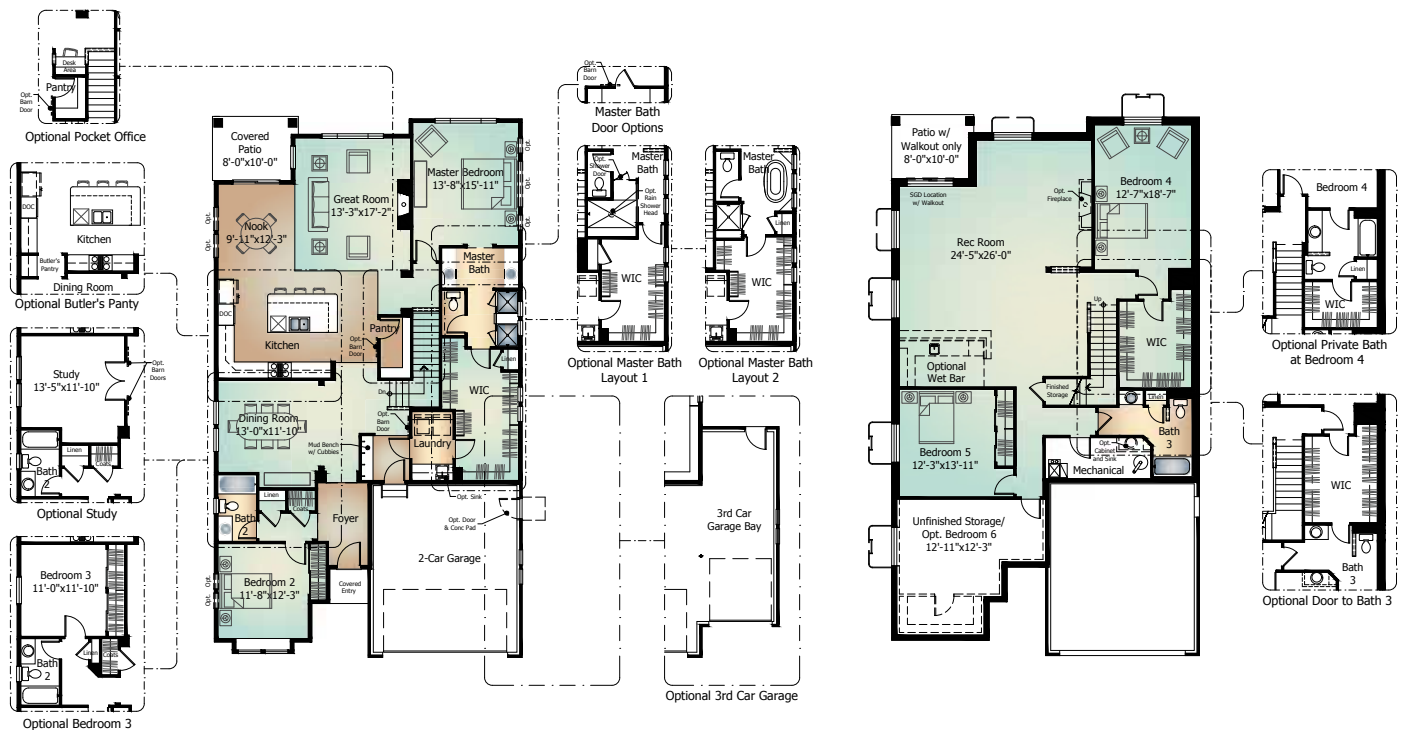 Desk
Area
Pantry
Opt.
Barn
Door
Optional Pocket Office
DOC
Kitchen
Butler's
Pantry
Dining Room
Optional Butler's Panty
Study
13'-5"x11'-10"
Opt.
Barn
Doors
Linen
Coats
Bath
2
Optional Study
Bedroom 3
11'-0"x11'-10"
Bath
2
Linen
Coats
Optional Bedroom 3
Covered
Patio
8'-0"x10'-0"
Great Room
13'-3"x17'-2"
Master Bedroom
13'-8"x15'-11"
Opt.
Opt.
Opt.
Nook
9'-11"x12'-3"
Opt.
Opt.
Master
Bath
DOC
Kitchen
Pantry
Opt.
Barn
Door
Linen
WIC
Dn
Dining Room
13'-0"x11'-10"
Opt.
Barn
Door
Laundry
Mud Bench
w/ Cubbies
Opt. Sink
Linen
Coats
Bath
2
Foyer
Opt. Door
& Conc Pad
2-Car Garage
Bedroom 2
11'-8"x12'-3"
Opt.
Opt.
Covered
Entry
Opt.
Barn
Door
Master Bath
Door Options
Master
Bath
Opt.
Shower
Door
Opt.
Rain
Shower
Head
WIC
Optional Master Bath
Layout 1
Master
Bath
Linen
WIC
Optional Master Bath
Layout 2
3rd Car
Garage Bay
Optional 3rd Car Garage
Patio w/
Walkout only
8'-0"x10'-0"
SGD Location
w/ Walkout
Opt.
Fireplace
Bedroom 4
12'-7"x18'-7"
Rec Room
24'-5"x26'-0"
Up
WIC
Optional
Wet Bar
Finished
Storage
Linen
Bath
3
Bedroom 5
12'-3"x13'-11"
Opt.
Cabinet
and Sink
Mechanical
Unfinished Storage/
Opt. Bedroom 6
12'-11"x12'-3"
Bedroom 4
Linen
WIC
Optional Private Bath
at Bedroom 4
WIC
Bath
3
Optional Door to Bath 3